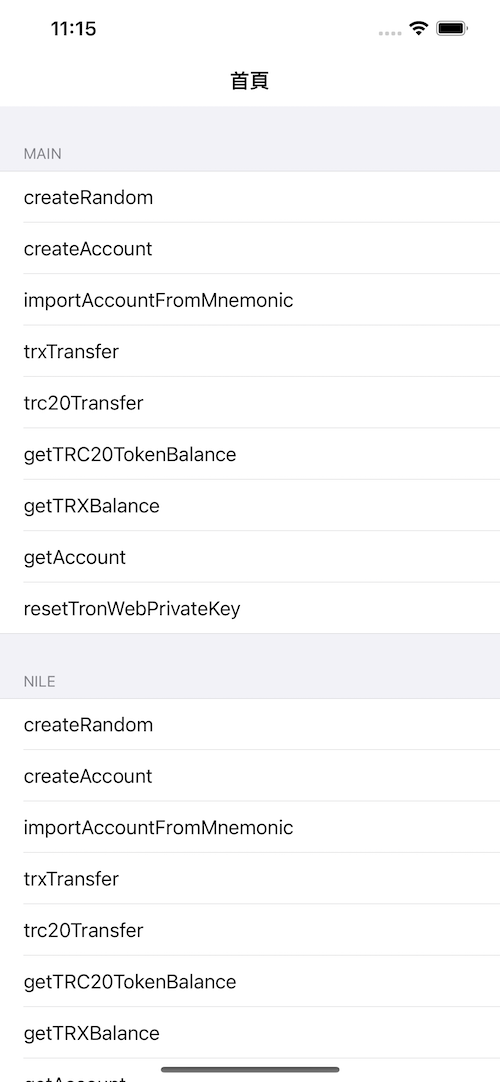 11:15
首頁
MAIN
createRandom
createAccount
importAccountFromMnemonic
trxTransfer
trc20Transfer
getTRC20TokenBalance
getTRXBalance
getAccount
resetTronWebPrivateKey
NILE
createRandom
createAccount
importAccountFromMnemonic
trxTransfer
trc20Transfer
getTRC20TokenBalance
getTRXBalance
getAccount